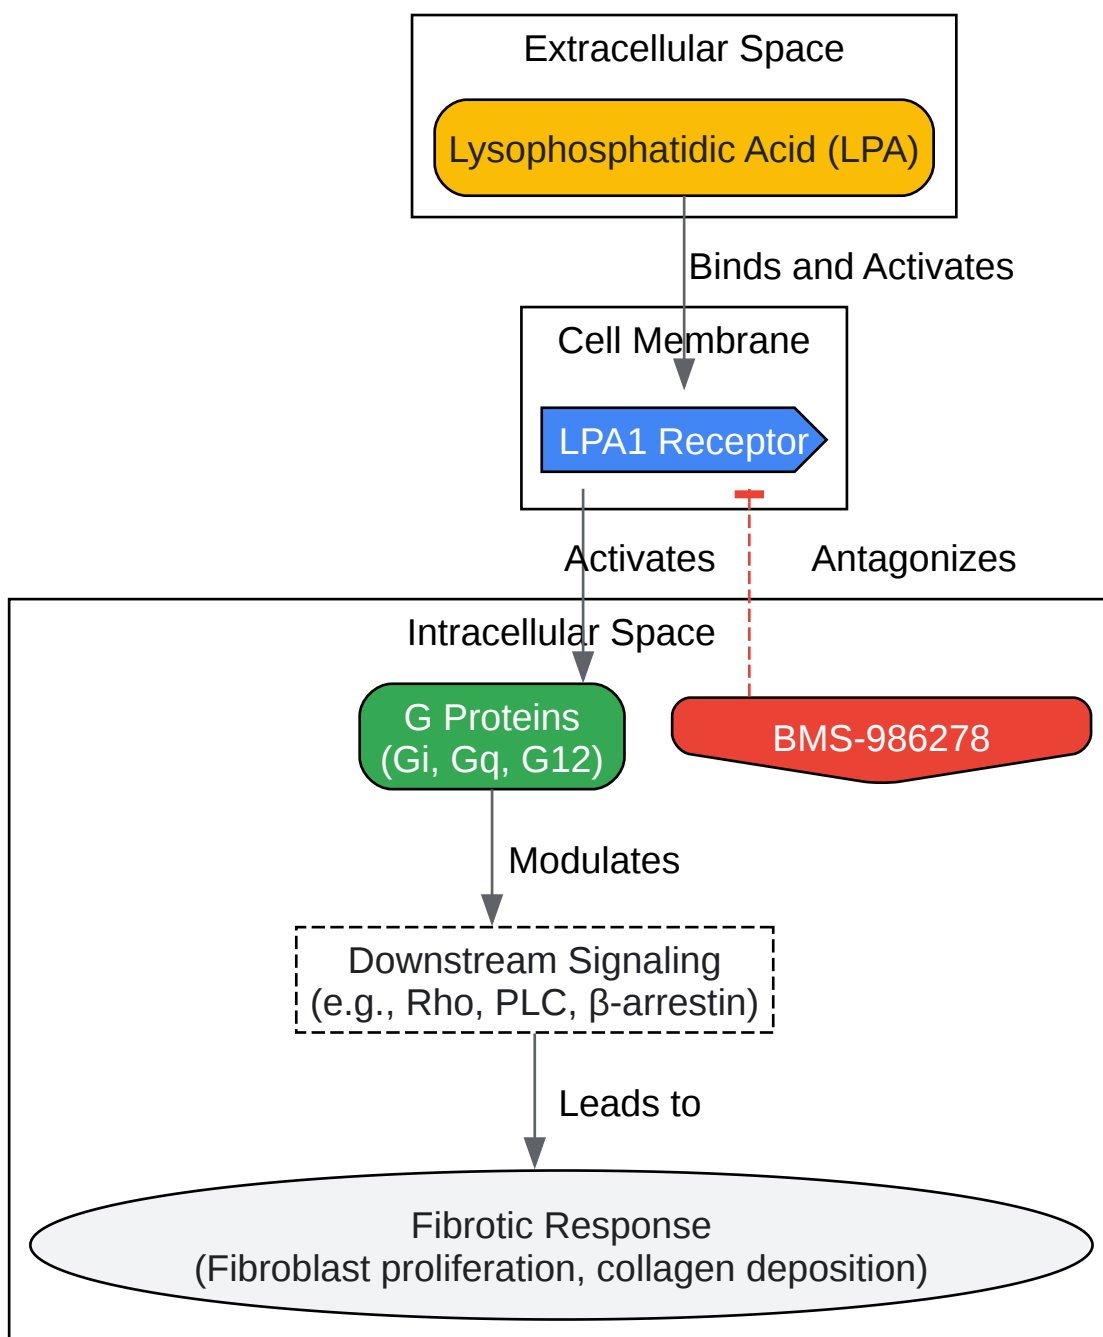 Extracellular Space
Lysophosphatidic Acid (LPA)
Binds and Activates
Cell Membrane
LPA1 Receptor
Activates
Antagonizes
Intracellular Space
G Proteins
(Gi, Gq, G12)
BMS-986278
Modulates
Downstream Signaling
(e.g., Rho, PLC, β-arrestin)
Leads to
Fibrotic Response
(Fibroblast proliferation, collagen deposition)